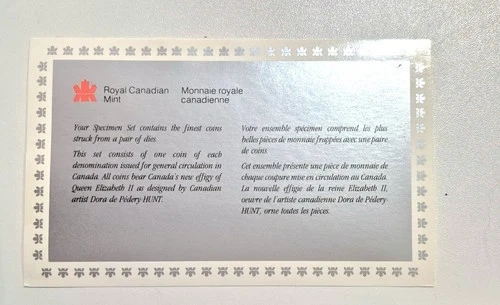 Royal Canadian
Mint
Monnaie royale
canadienne
Your Specimen Set contains the finest coins
struck from a pair of dies.
This set consists of one coin of each
denomination issued for general circulation in
Canada. All coins bear Canada's new effigy of
Queen Elizabeth II as designed by Canadian
artist Dora de Pédery HUNT.
Votre ensemble spécimen comprend les plus
belles pièces de monnaie frappées avec une paire
de coins.
Cet ensemble présente une pièce de monnaie de
chaque coupure mise en circulation au Canada.
La nouvelle effigie de la reine Elizabeth II,
oeuvre de l'artiste canadienne Dora de Pédery-
HUNT, orne toutes les pièces.